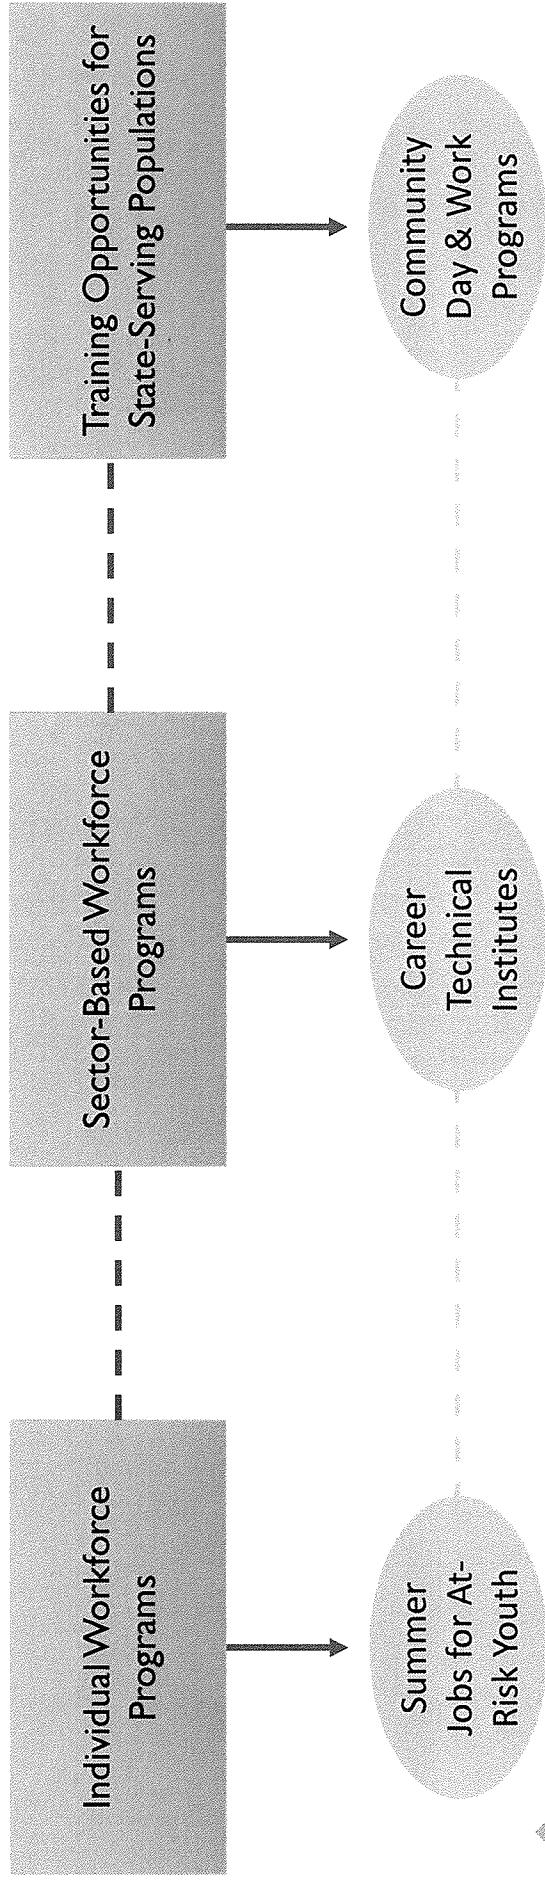 Individual Workforce
Programs
Sector-Based Workforce
Programs
Training Opportunities for
State-Serving Populations
Summer
Jobs for At-
Risk Youth
Career
Technical
Institutes
Community
Day & Work
Programs